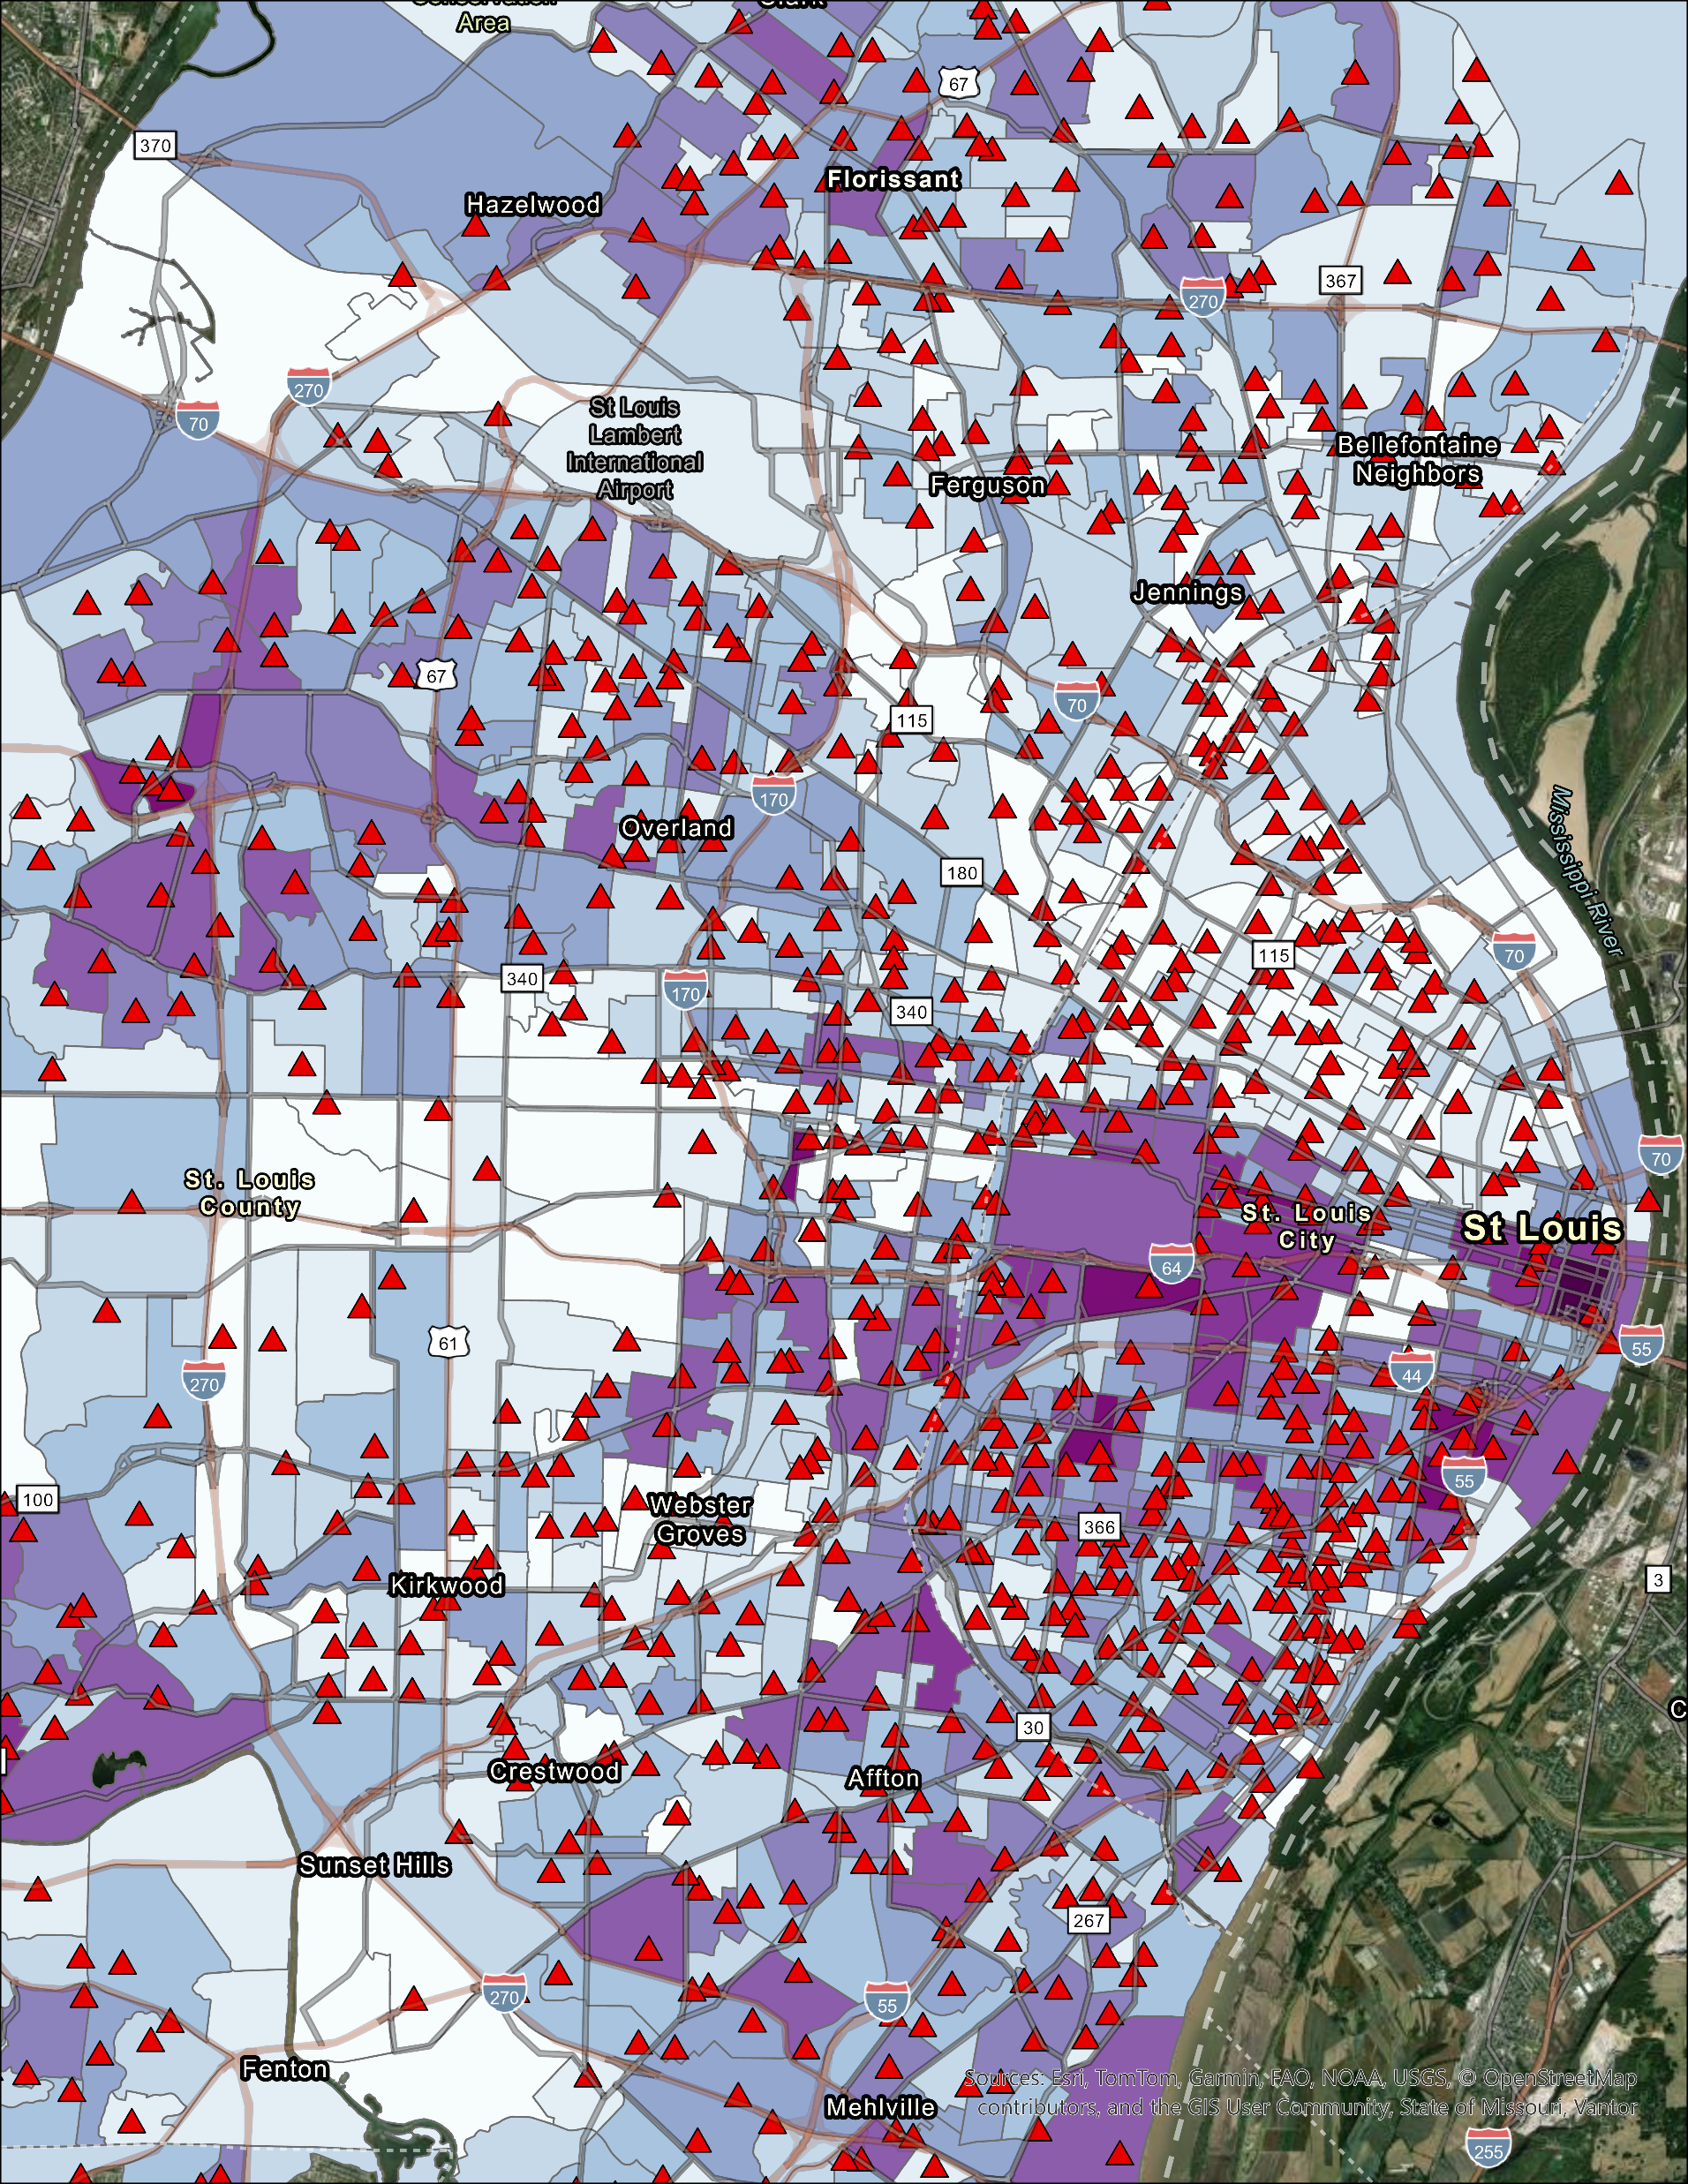 Area
Clark
67
370
Florissant
Hazelwood
270
367
270
70
St Louis
Lambert
International
Airport
Bellefontaine
Neighbors
Ferguson
Jennings
67
70
115
170
Overland
Mississippi River
180
70
115
340
170
340
70
St. Louis
County
St. Louis
City
St Louis
64
61
55
44
270
55
100
Webster
Groves
366
3
Kirkwood
30
Crestwood
Affton
Sunset Hills
267
270
55
Fenton
Sources: Esri, TomTom, Garmin, FAO, NOAA, USGS, © OpenStreetMap
contributors, and the GIS User Community, State of Missouri, Vantor
Mehlville
255